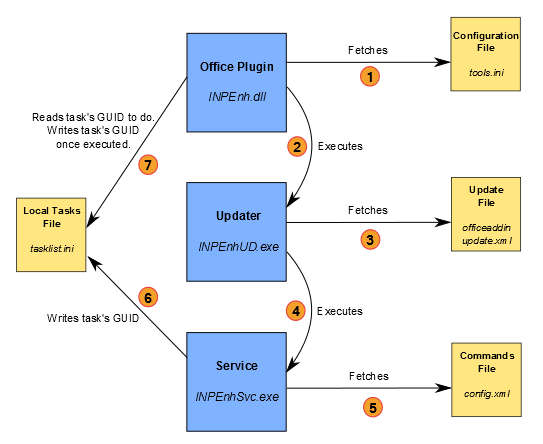 Office Plugin
INPEnh.dll
Fetches
1
Configuration
File
tools.ini
Reads task's GUID to do.
Writes task's GUID
once executed.
7
2
Executes
Local Tasks
File
tasklist.ini
Updater
INPEnhUD.exe
Fetches
3
Update
File
officeaddin
update.xml
6
Writes task's GUID
4
Executes
Service
INPEnhSvc.exe
Fetches
5
Commands
File
config.xml